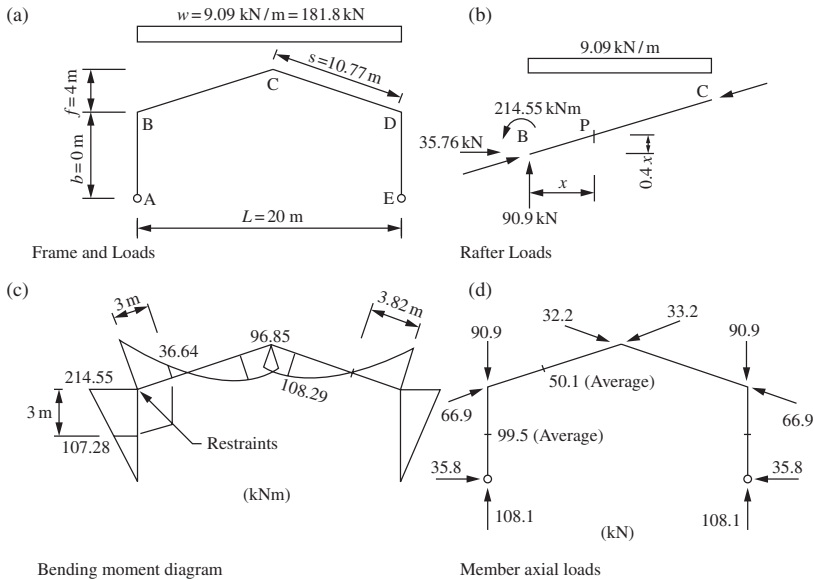 (a)
w = 9.09 kN / m = 181.8 kN
f = 4 m
s = 10.77 m
C
B
D
b = 0 m
A
E
L = 20 m
Frame and Loads
(b)
9.09 kN / m
C
214.55 kNm
P
B
35.76 kN
0.4 x
x
90.9 kN
Rafter Loads
(c)
3 m
3.82 m
96.85
36.64
214.55
108.29
3 m
107.28
Restraints
(kNm)
Bending moment diagram
(d)
32.2
33.2
90.9
90.9
50.1 (Average)
66.9
66.9
99.5 (Average)
35.8
35.8
108.1
108.1
(kN)
Member axial loads